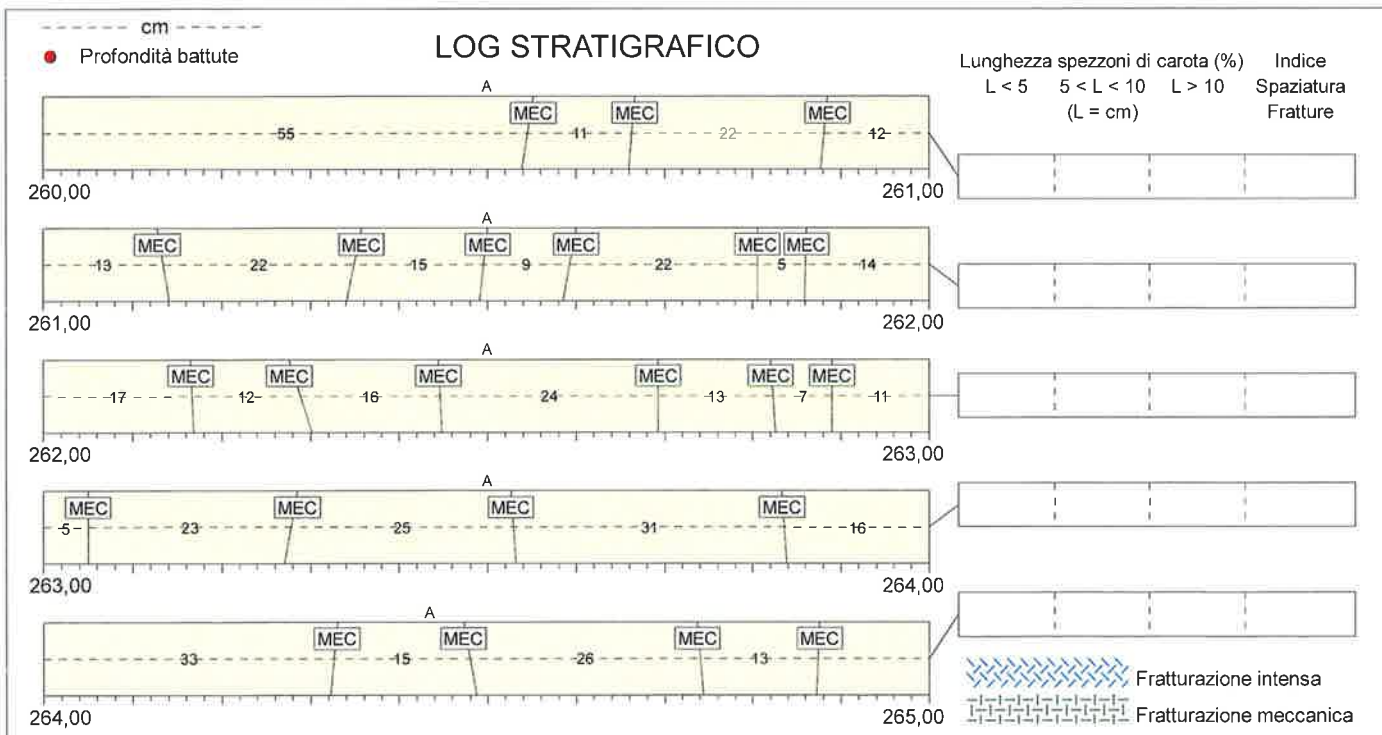 cm
Profondità battute
LOG STRATIGRAFICO
Lunghezza spezzoni di carota (%) Indice
L < 5 5 < L < 10 L > 10 Spaziatura
(L = cm) Fratture
A
MEC MEC MEC
55 11 22 12
260,00 261,00
A
MEC MEC MEC MEC MEC MEC
13 22 15 9 22 5 14
261,00 262,00
A
MEC MEC MEC MEC MEC MEC
17 12 16 24 13 7 11
262,00 263,00
A
MEC MEC MEC MEC
5 23 25 31 16
263,00 264,00
A
MEC MEC MEC MEC
33 15 26 13
264,00 265,00
Fratturazione intensa
Fratturazione meccanica